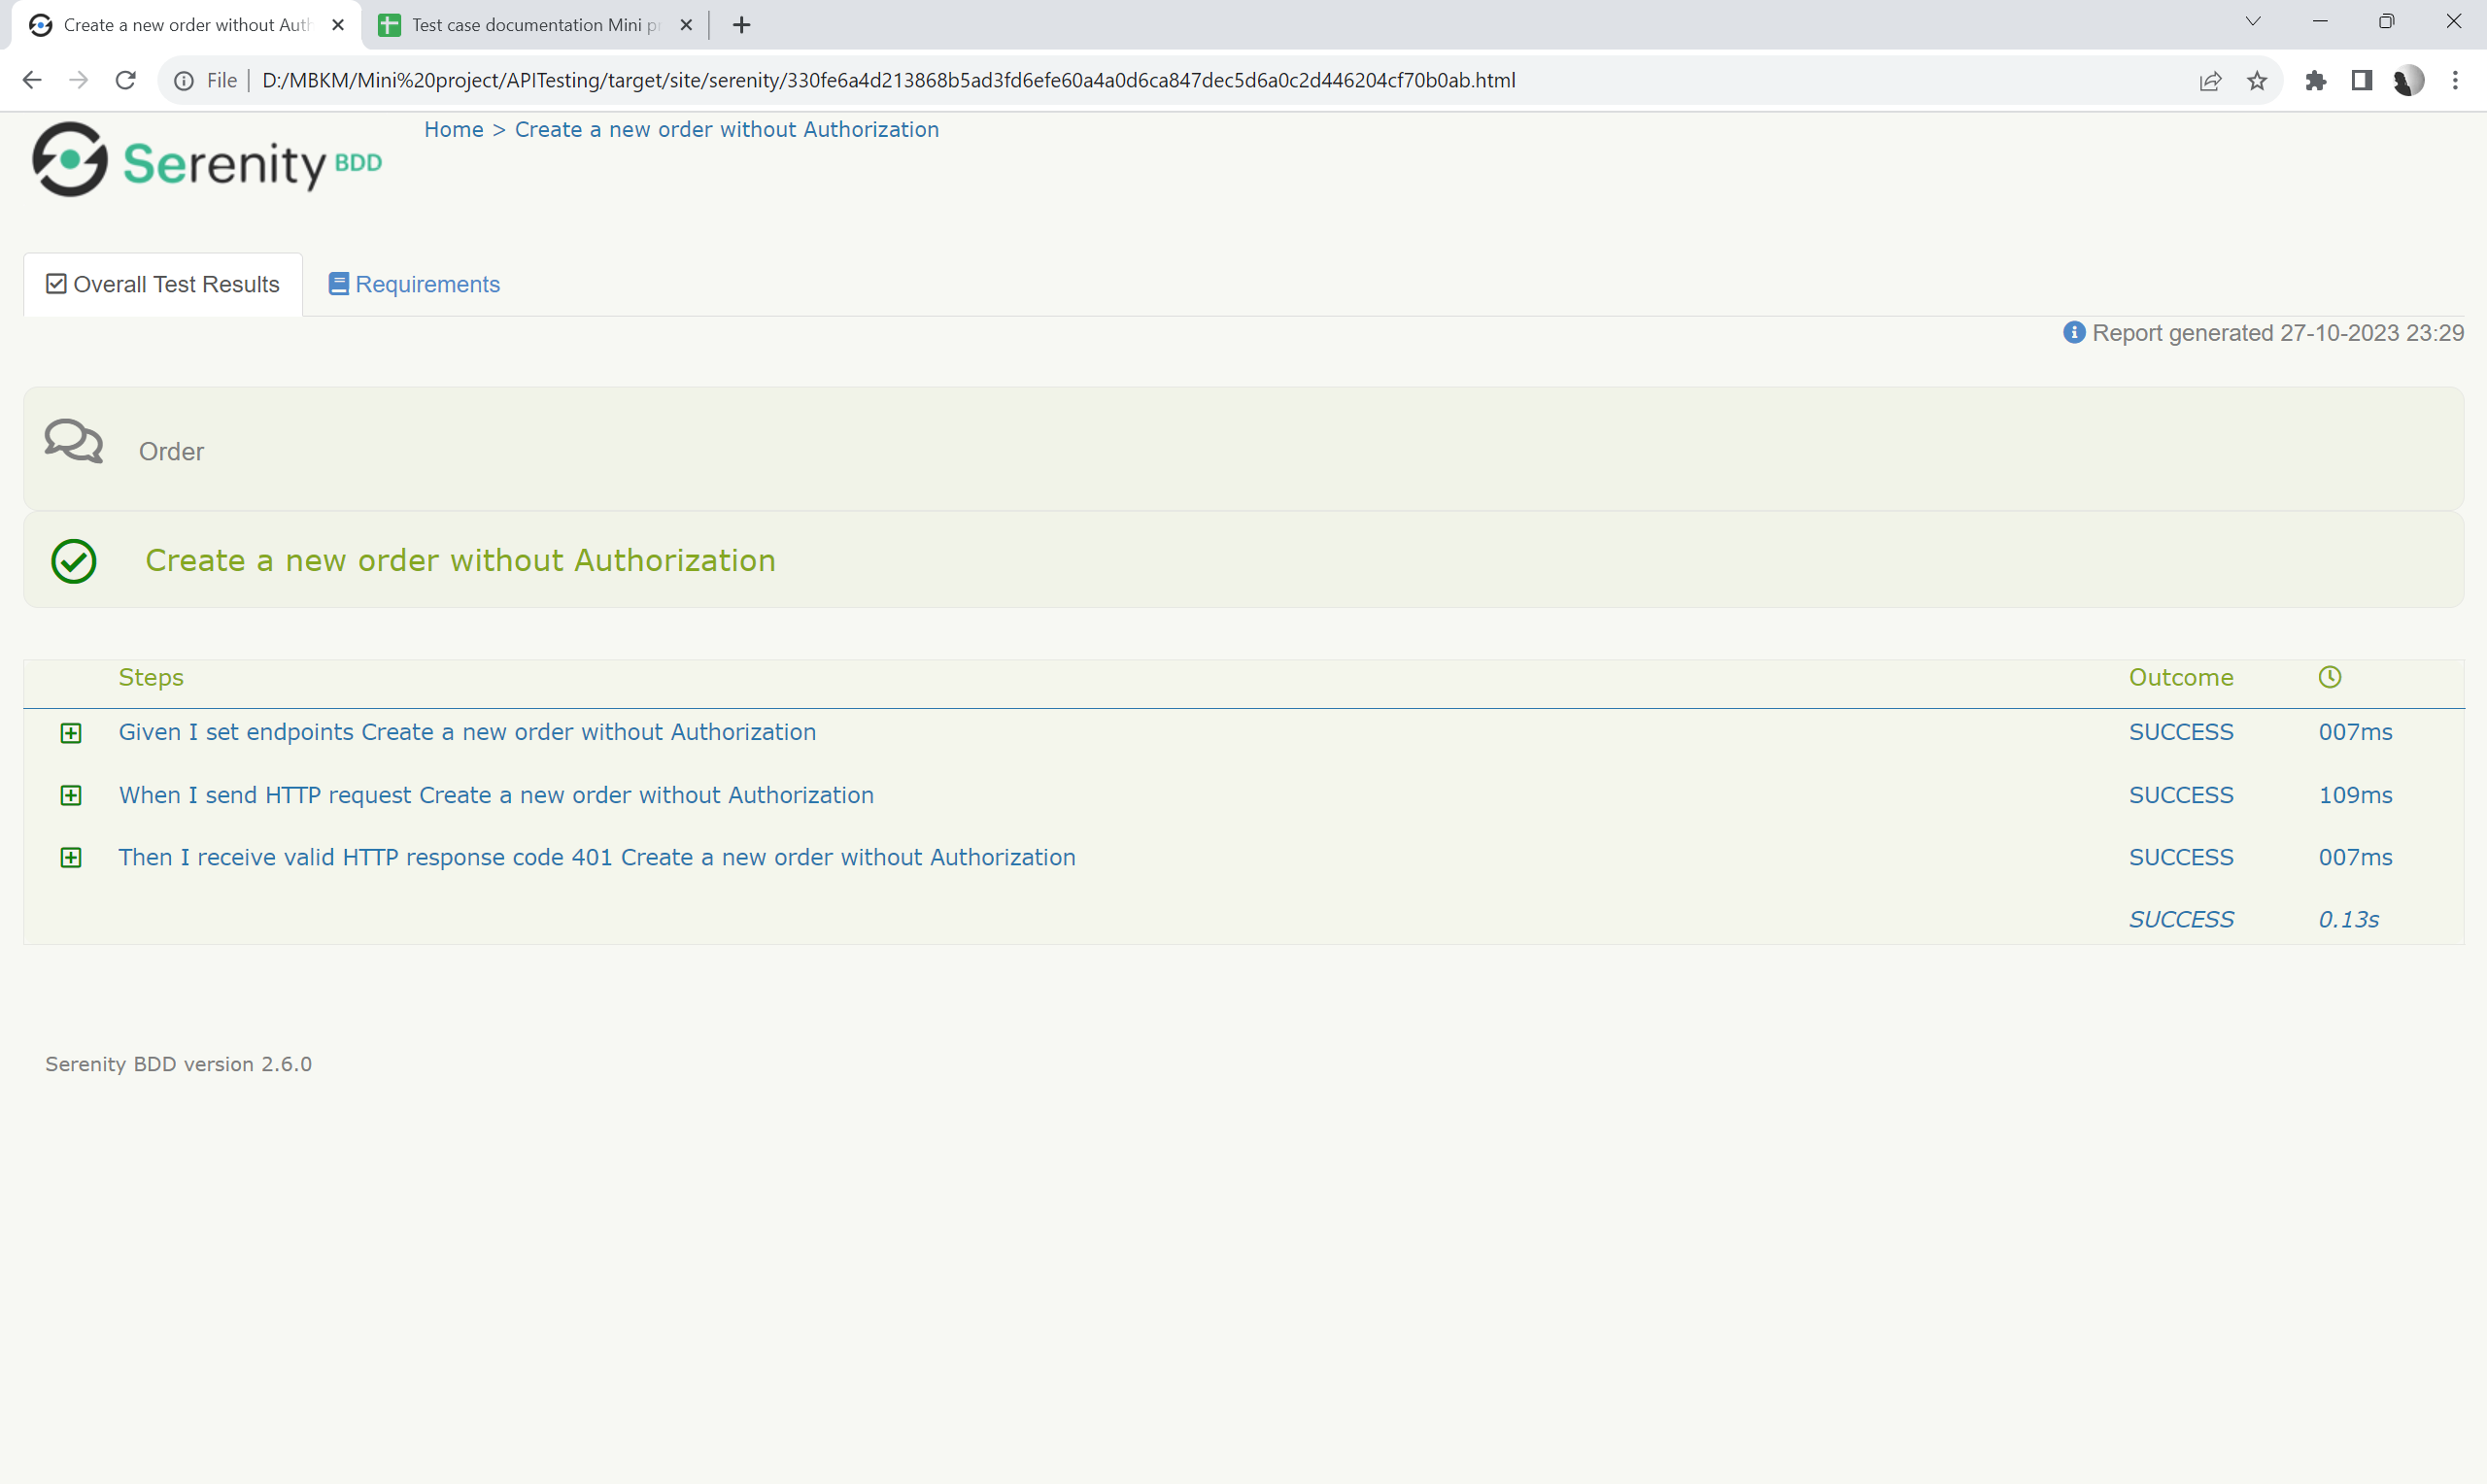 Create a new order without Auth
Test case documentation Mini p
File
D:/MBKM/Mini%20project/APITesting/target/site/serenity/330fe6a4d213868b5ad3fd6efe60a4a0d6ca847dec5d6a0c2d446204cf70b0ab.html
Serenity BDD
Home > Create a new order without Authorization
Overall Test Results
Requirements
Report generated 27-10-2023 23:29
Order
Create a new order without Authorization
Steps Outcome
Given I set endpoints Create a new order without Authorization SUCCESS 007ms
When I send HTTP request Create a new order without Authorization SUCCESS 109ms
Then I receive valid HTTP response code 401 Create a new order without Authorization SUCCESS 007ms
SUCCESS 0.13s
Serenity BDD version 2.6.0